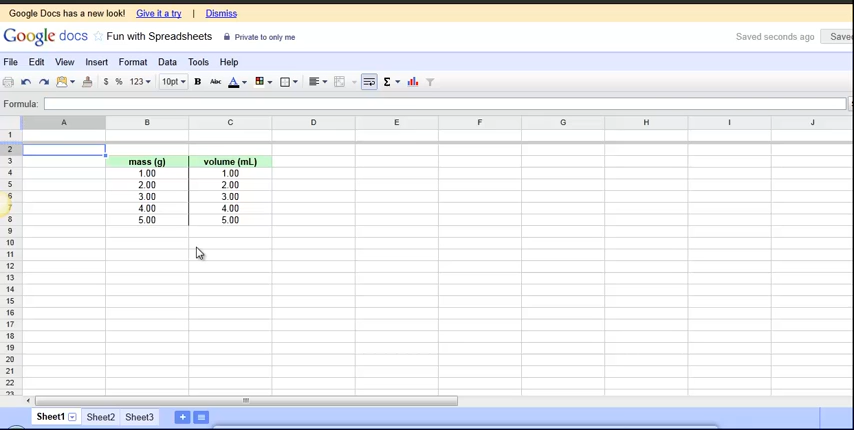 Google Docs has a new look! Give it a try | Dismiss
Google docs Fun with Spreadsheets Private to only me Saved seconds ago Saved
File Edit View Insert Format Data Tools Help
$ % 123 10pt B Abc A Σ
Formula:
A B C D E F G H I J
1
2
3 mass (g) volume (mL)
4 1.00 1.00
5 2.00 2.00
6 3.00 3.00
7 4.00 4.00
8 5.00 5.00
9
10
11
12
13
14
15
16
17
18
19
20
21
22
23
Sheet1 Sheet2 Sheet3 +